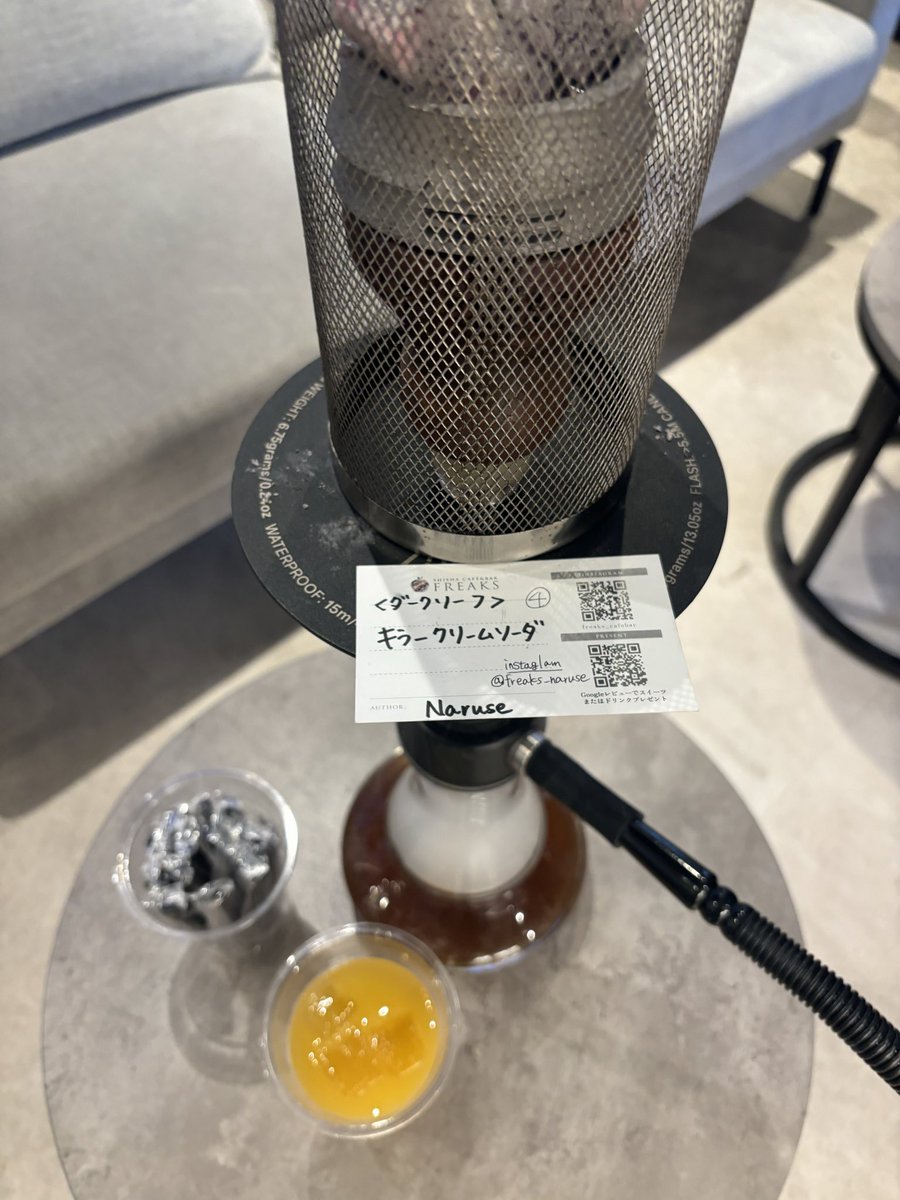 WEIGHT: 6.75grams/0.24oz WATERPROOF: 15m/
grams/13.05oz FLASH
SHISHA CAFE&BAR
FREAKS
<ダークリーフ> ④
キラークリームソーダ
instaglam
@freaks_naruse
AUTHOR: Naruse
INSTAGRAM
freaks_cafebar
PRESENT
Googleレビューでスイーツ
またはドリンクプレゼント